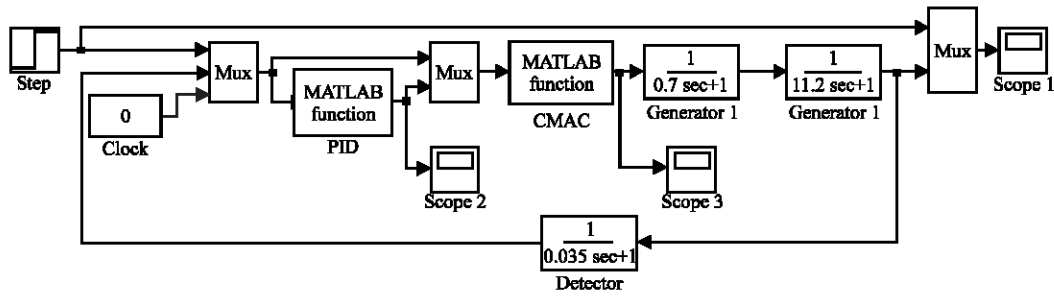 Step
0
Clock
Mux
MATLAB
function
PID
Scope 2
Mux
MATLAB
function
CMAC
Scope 3
1
0.7 sec+1
Generator 1
1
11.2 sec+1
Generator 1
Mux
Scope 1
1
0.035 sec+1
Detector